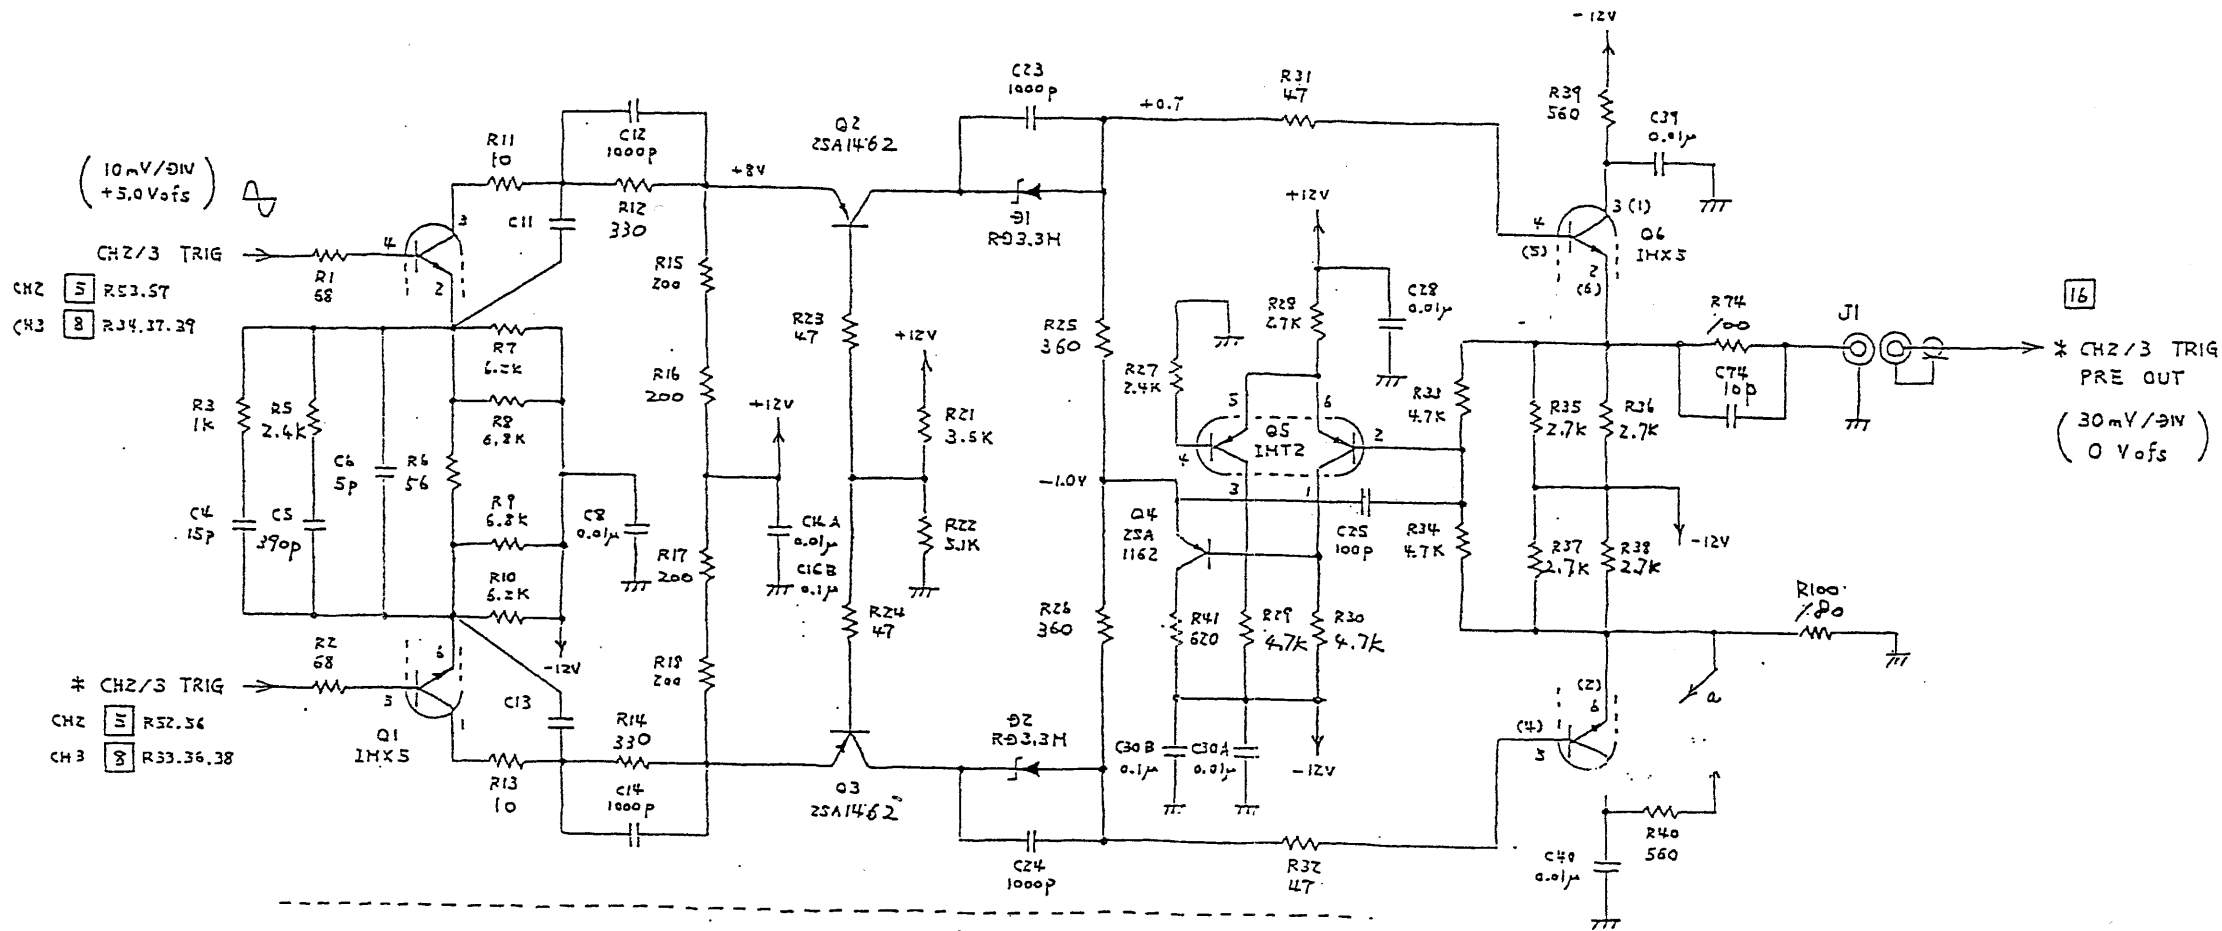 -12V
C23
1000p
R31
47
R39
560
C39
0.01μ
+0.7
Q2
2SA1462
C12
1000p
R11
10
(10mV/DIV
+5.0Vofs)
+8V
R12
330
C11
3
4
2
CH2/3 TRIG
R1
68
CH2 5 R53.57
CH3 8 R34.37.39
D1
RD3.3M
+12V
3(1)
4
(5)
Q6
IMX5
2
(6)
R15
200
R23
47
+12V
R25
360
R28
2.7K
C28
0.01μ
R27
2.4K
R74
100
J1
16
* CH2/3 TRIG
PRE OUT
(30mV/DIV
0 Vofs)
C74
10p
R7
6.2K
R8
6.8K
R3
1K
R5
2.4K
C6
5p
R6
56
R16
200
+12V
R21
3.5K
R33
4.7K
R35
2.7K
R36
2.7K
5
6
Q5
IMT2
4
2
3
1
-1.0V
R9
6.8K
C8
0.01μ
C4
15p
C5
390p
R10
6.2K
R17
200
C16A
0.01μ
C16B
0.1μ
R22
5.1K
Q4
2SA
1162
C25
100p
R34
4.7K
R37
2.7K
R38
2.7K
-12V
R100
R24
47
R26
360
R41
620
R29
4.7K
R30
4.7K
R2
68
-12V
R18
200
* CH2/3 TRIG
CH2 5 R52.56
CH3 8 R33.36.38
6
1
Q1
IMX5
C13
R14
330
R13
10
C14
1000p
Q3
2SA1462
D2
RD3.3M
C30B
0.1μ
C30A
0.01μ
-12V
(2)
6
(4)
a
R40
560
C40
0.01μ
C24
1000p
R32
47